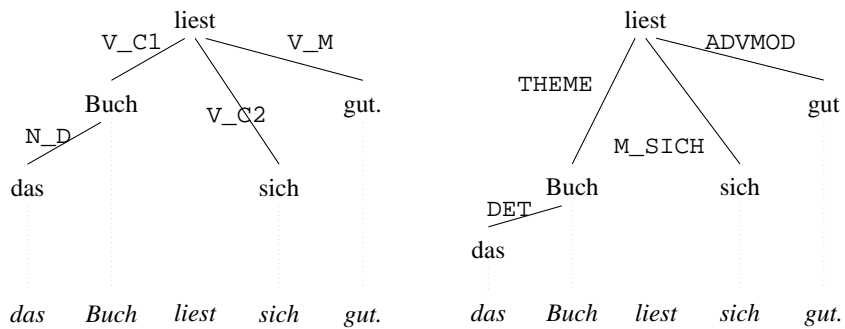 liest liest
V_C1 V_M ADVMOD
Buch V_C2 gut. THEME gut
N_D M_SICH
das sich Buch sich
DET
das
das Buch liest sich gut. das Buch liest sich gut.